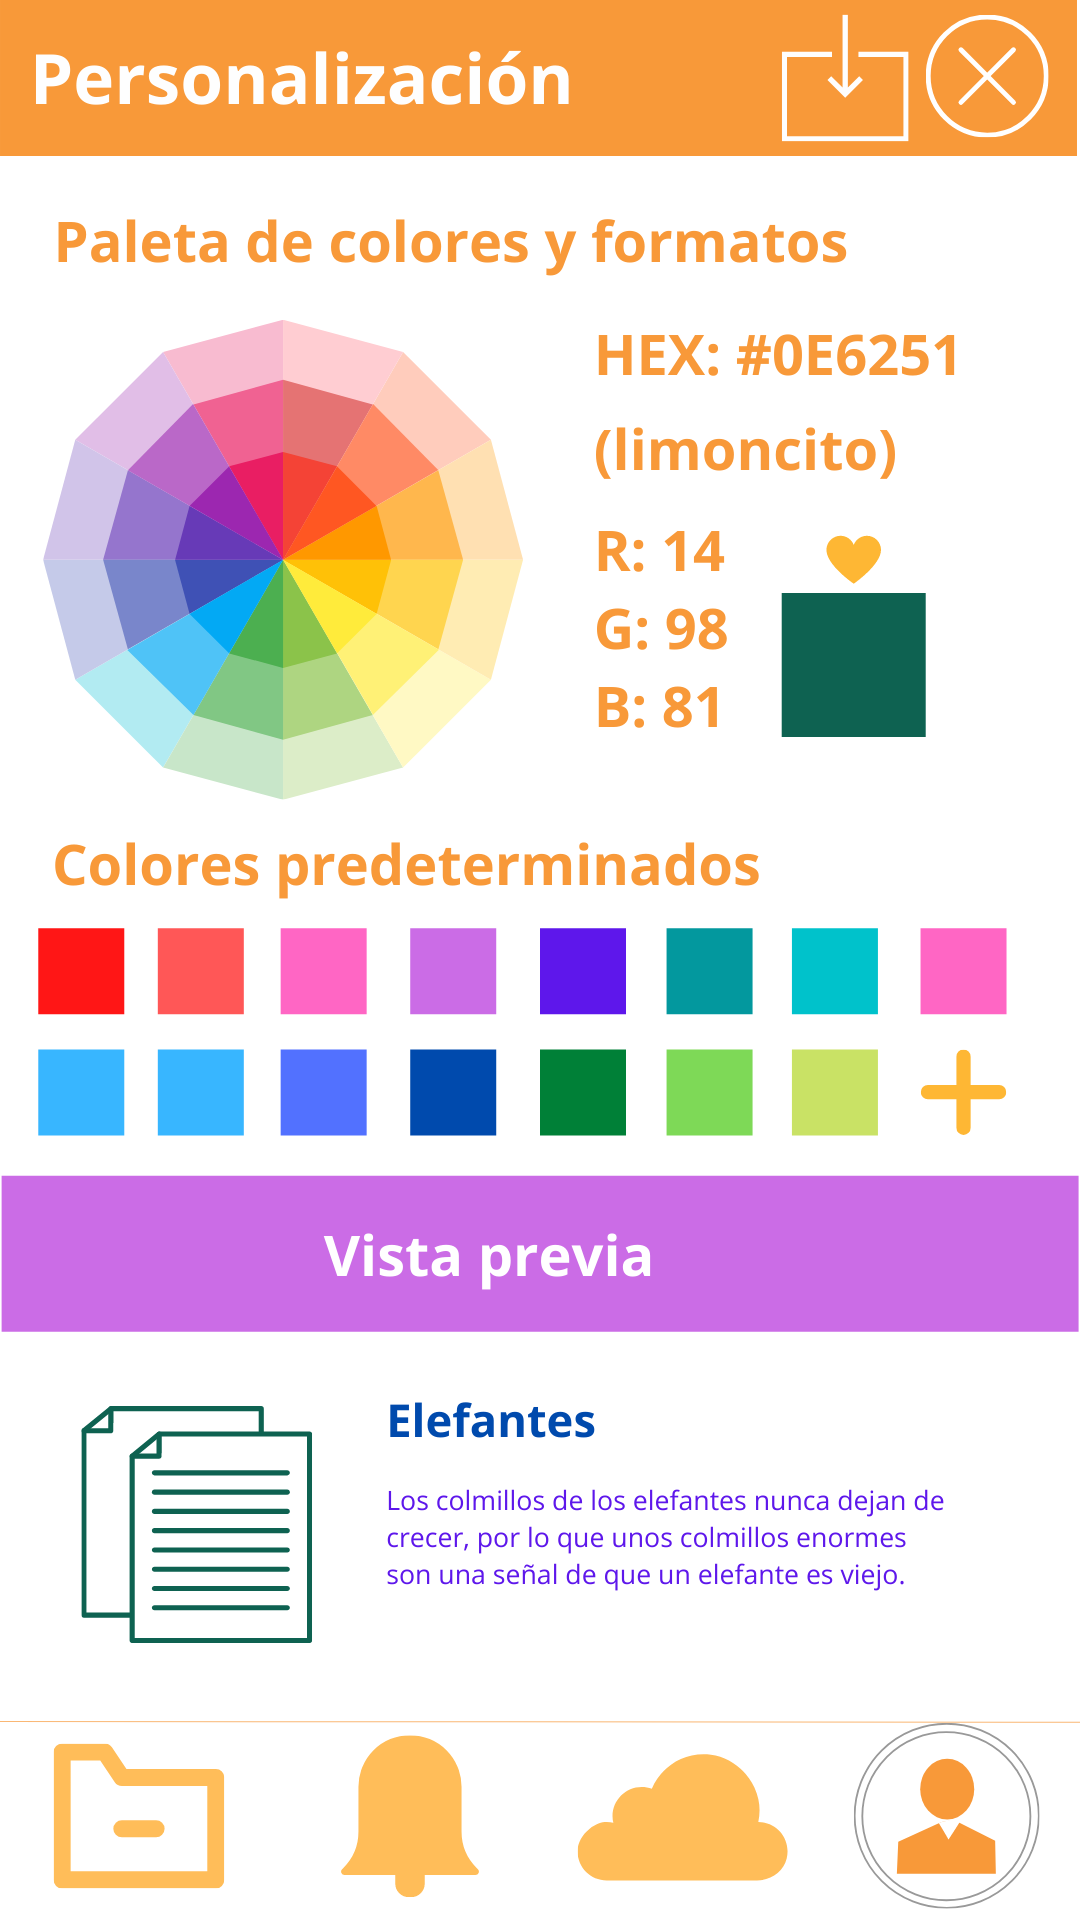 Personalización
Paleta de colores y formatos
HEX: #0E6251
(limoncito)
R: 14
G: 98
B: 81
Colores predeterminados
Vista previa
Elefantes
Los colmillos de los elefantes nunca dejan de
crecer, por lo que unos colmillos enormes
son una señal de que un elefante es viejo.